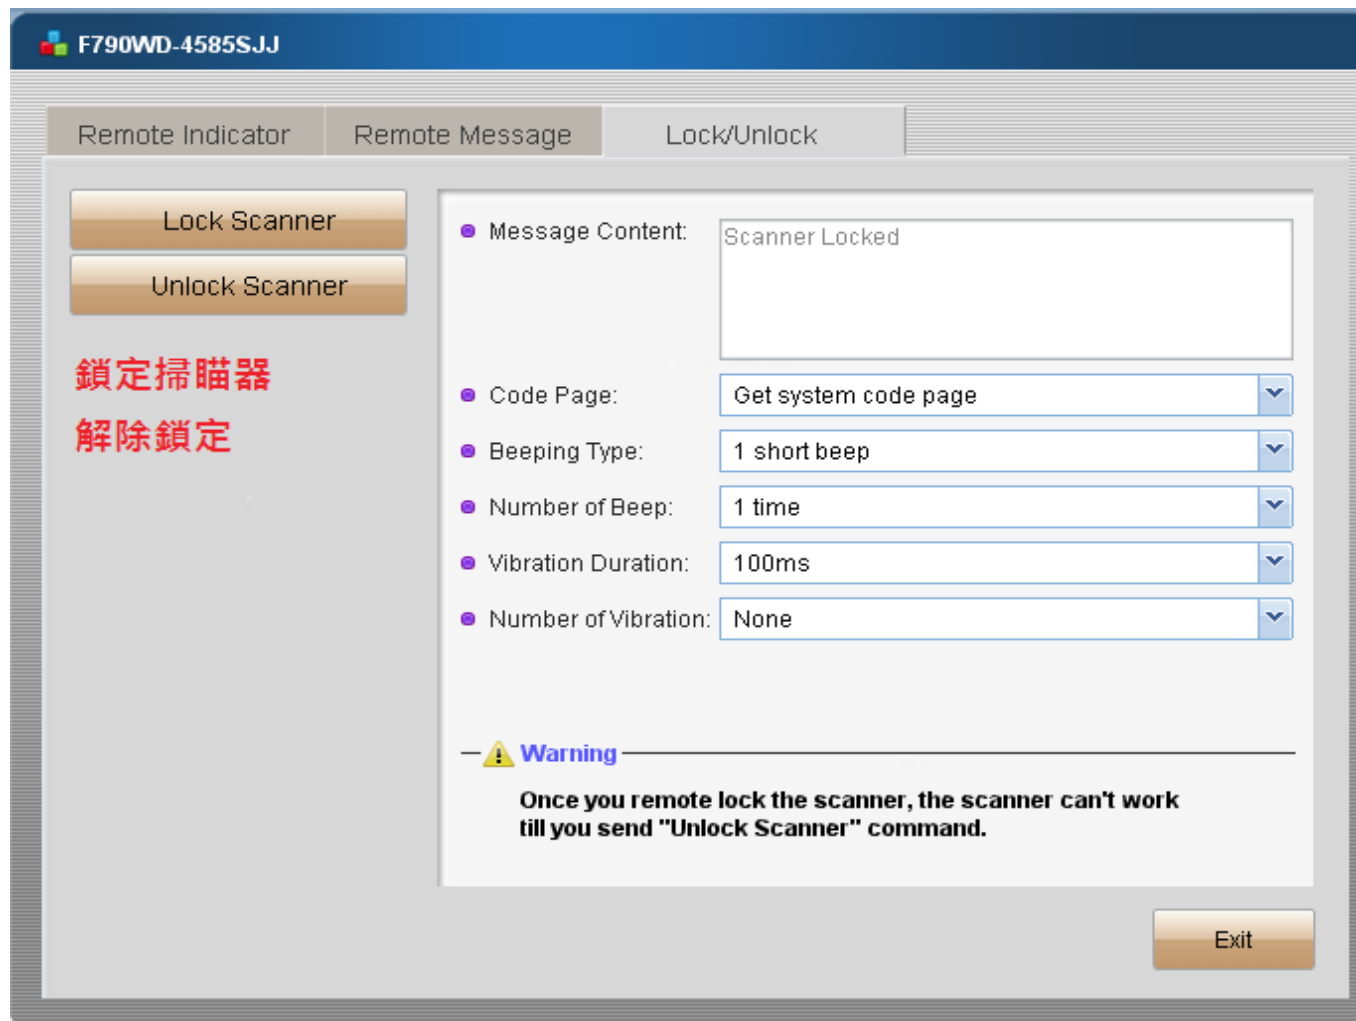 F790WD-4585SJJ
Remote Indicator
Remote Message
Lock/Unlock
Lock Scanner
Unlock Scanner
鎖定掃瞄器
解除鎖定
Message Content:
Scanner Locked
Code Page:
Get system code page
Beeping Type:
1 short beep
Number of Beep:
1 time
Vibration Duration:
100ms
Number of Vibration:
None
Warning
Once you remote lock the scanner, the scanner can't work
till you send "Unlock Scanner" command.
Exit